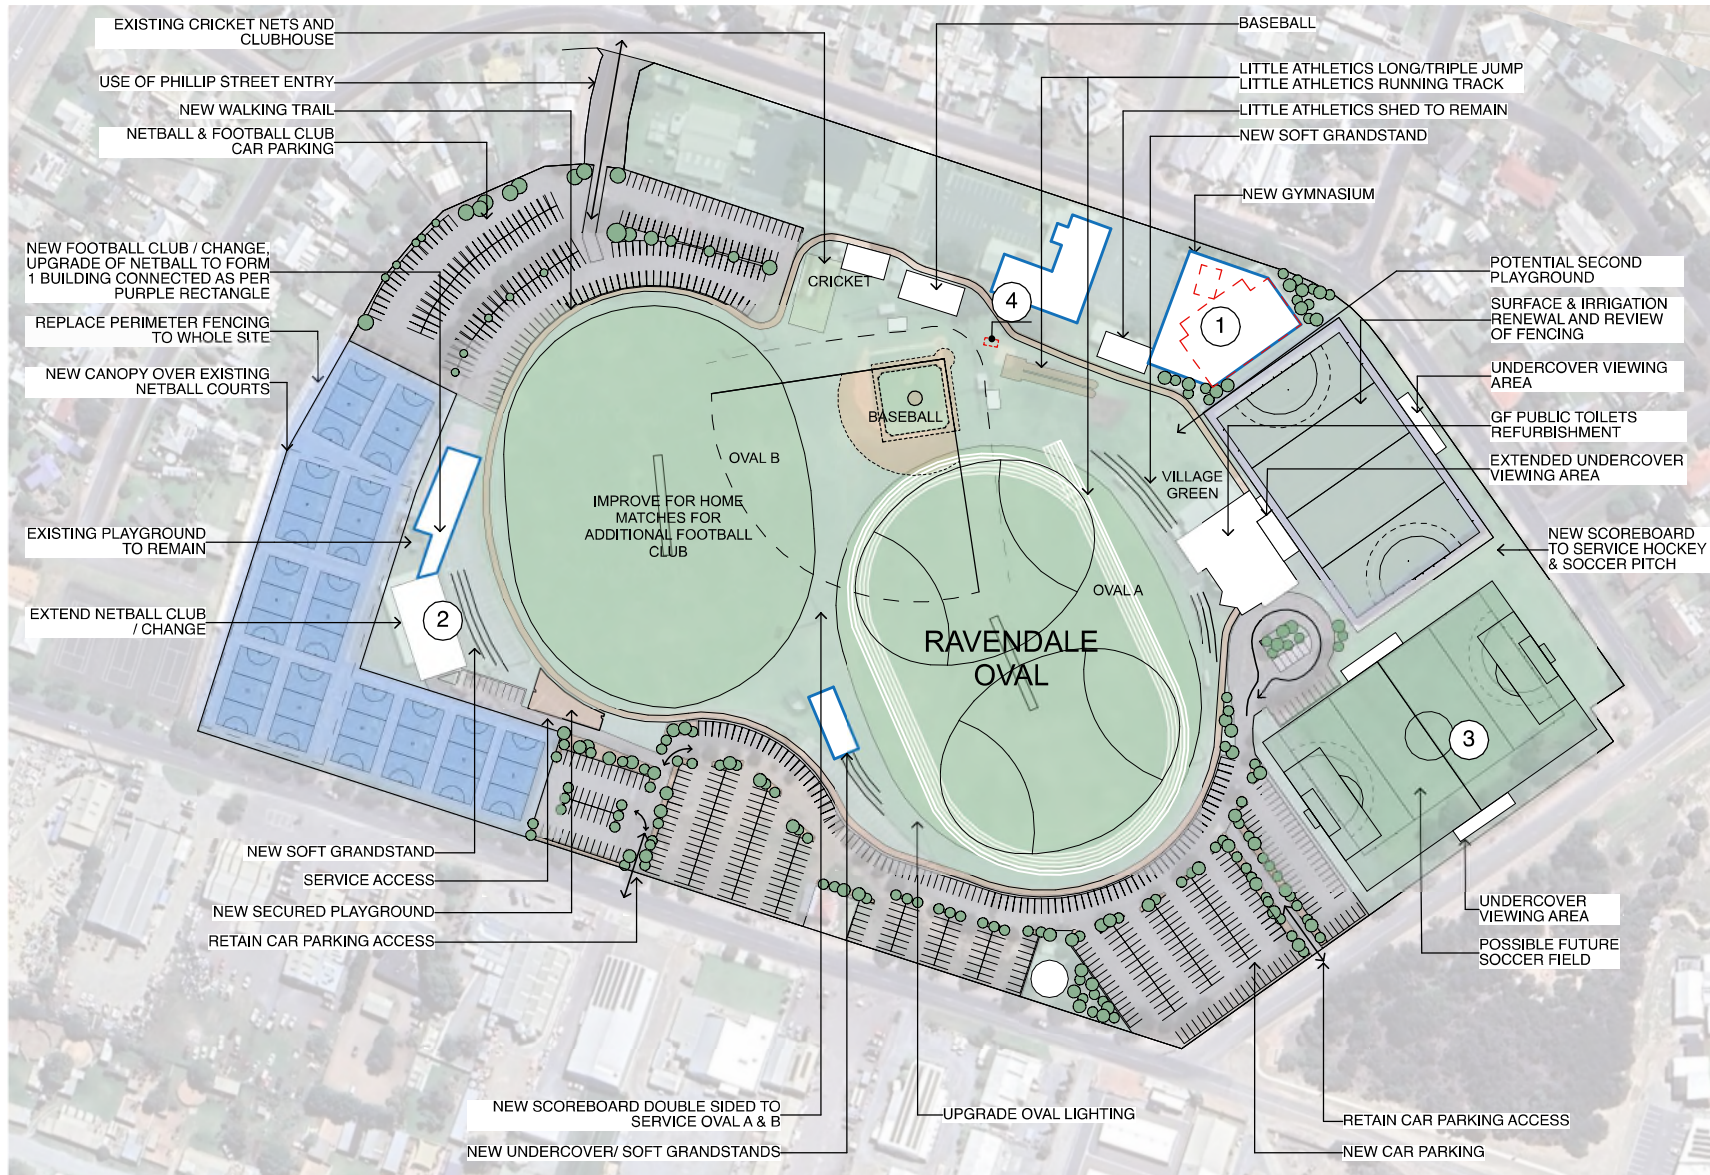 EXISTING CRICKET NETS AND
CLUBHOUSE
USE OF PHILLIP STREET ENTRY
NEW WALKING TRAIL
NETBALL & FOOTBALL CLUB
CAR PARKING
NEW FOOTBALL CLUB / CHANGE,
UPGRADE OF NETBALL TO FORM
1 BUILDING CONNECTED AS PER
PURPLE RECTANGLE
REPLACE PERIMETER FENCING
TO WHOLE SITE
NEW CANOPY OVER EXISTING
NETBALL COURTS
EXISTING PLAYGROUND
TO REMAIN
EXTEND NETBALL CLUB
/ CHANGE
NEW SOFT GRANDSTAND
SERVICE ACCESS
NEW SECURED PLAYGROUND
RETAIN CAR PARKING ACCESS
NEW SCOREBOARD DOUBLE SIDED TO
SERVICE OVAL A & B
NEW UNDERCOVER/ SOFT GRANDSTANDS
UPGRADE OVAL LIGHTING
BASEBALL
LITTLE ATHLETICS LONG/TRIPLE JUMP
LITTLE ATHLETICS RUNNING TRACK
LITTLE ATHLETICS SHED TO REMAIN
NEW SOFT GRANDSTAND
NEW GYMNASIUM
POTENTIAL SECOND
PLAYGROUND
SURFACE & IRRIGATION
RENEWAL AND REVIEW
OF FENCING
UNDERCOVER VIEWING
AREA
GF PUBLIC TOILETS
REFURBISHMENT
EXTENDED UNDERCOVER
VIEWING AREA
NEW SCOREBOARD
TO SERVICE HOCKEY
& SOCCER PITCH
UNDERCOVER
VIEWING AREA
POSSIBLE FUTURE
SOCCER FIELD
RETAIN CAR PARKING ACCESS
NEW CAR PARKING
CRICKET
4
1
BASEBALL
OVAL B
IMPROVE FOR HOME
MATCHES FOR
ADDITIONAL FOOTBALL
CLUB
VILLAGE
GREEN
OVAL A
RAVENDALE
OVAL
2
3